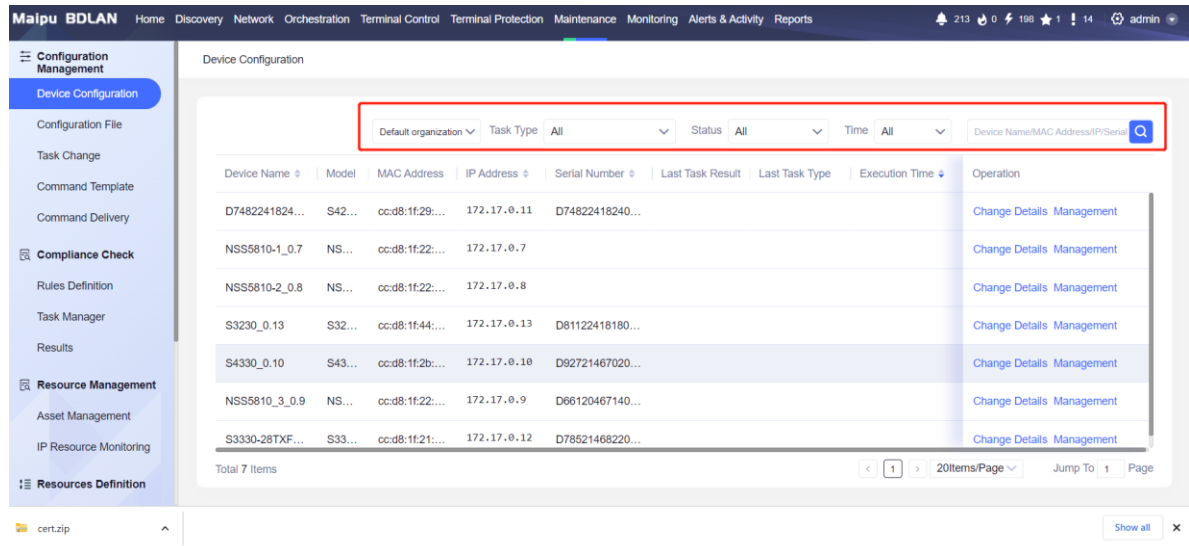 Maipu BDLAN Home Discovery Network Orchestration Terminal Control Terminal Protection Maintenance Monitoring Alerts & Activity Reports 213 0 198 1 14 admin
Configuration Management
Device Configuration
Configuration File
Task Change
Command Template
Command Delivery
Compliance Check
Rules Definition
Task Manager
Results
Resource Management
Asset Management
IP Resource Monitoring
Resources Definition
Device Configuration
Default organization Task Type All Status All Time All Device Name/MAC Address/IP/Serial
Device Name Model MAC Address IP Address Serial Number Last Task Result Last Task Type Execution Time Operation
D7482241824... S42... cc:d8:1f:29:... 172.17.0.11 D74822418240... Change Details Management
NSS5810-1_0.7 NS... cc:d8:1f:22:... 172.17.0.7 Change Details Management
NSS5810-2_0.8 NS... cc:d8:1f:22:... 172.17.0.8 Change Details Management
S3230_0.13 S32... cc:d8:1f:44:... 172.17.0.13 D81122418180... Change Details Management
S4330_0.10 S43... cc:d8:1f:2b:... 172.17.0.10 D92721467020... Change Details Management
NSS5810_3_0.9 NS... cc:d8:1f:22:... 172.17.0.9 D66120467140... Change Details Management
S3330-28TXF... S33... cc:d8:1f:21:... 172.17.0.12 D78521468220... Change Details Management
Total 7 Items < 1 > 20Items/Page Jump To 1 Page
cert.zip Show all